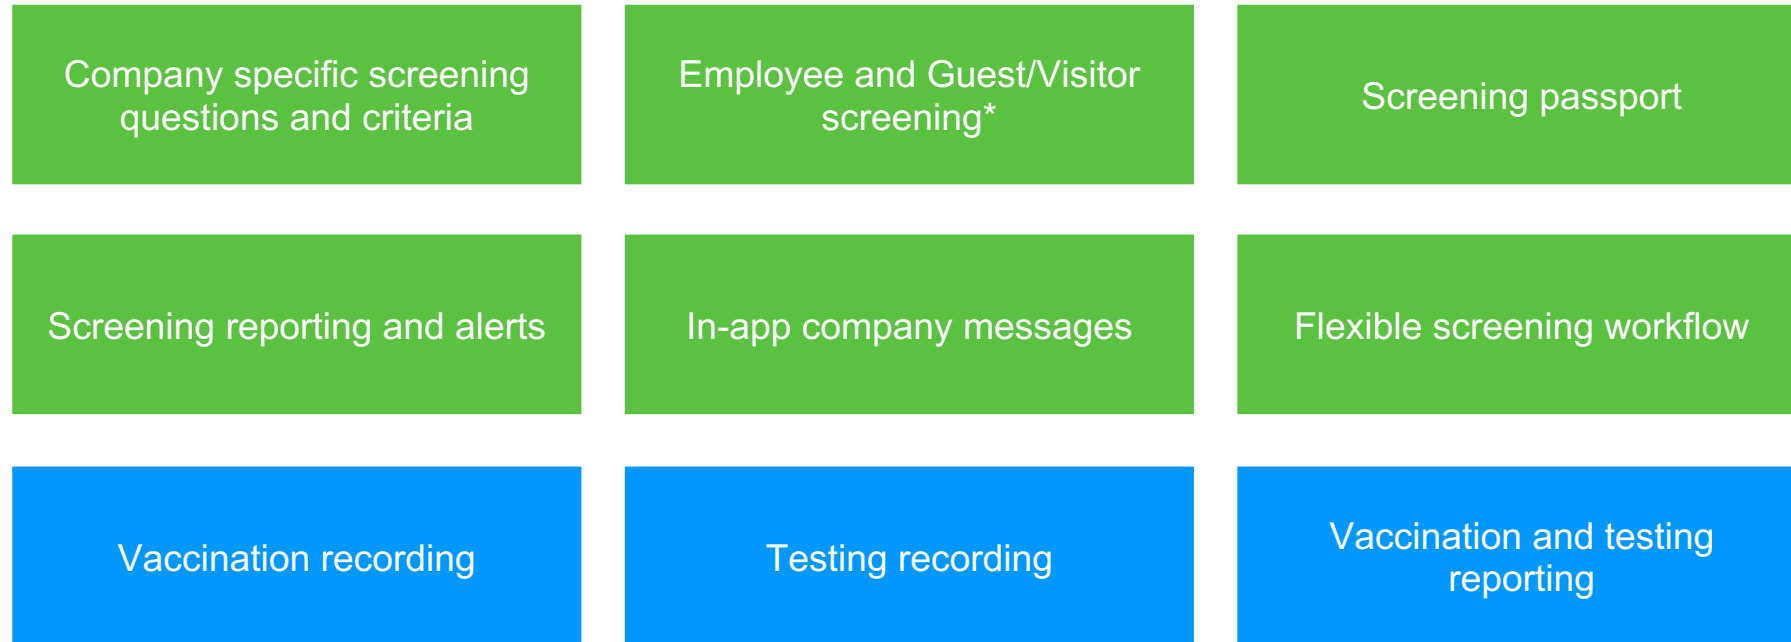 Company specific screening
questions and criteria
Employee and Guest/Visitor
screening*
Screening passport
Screening reporting and alerts
In-app company messages
Flexible screening workflow
Vaccination recording
Testing recording
Vaccination and testing
reporting